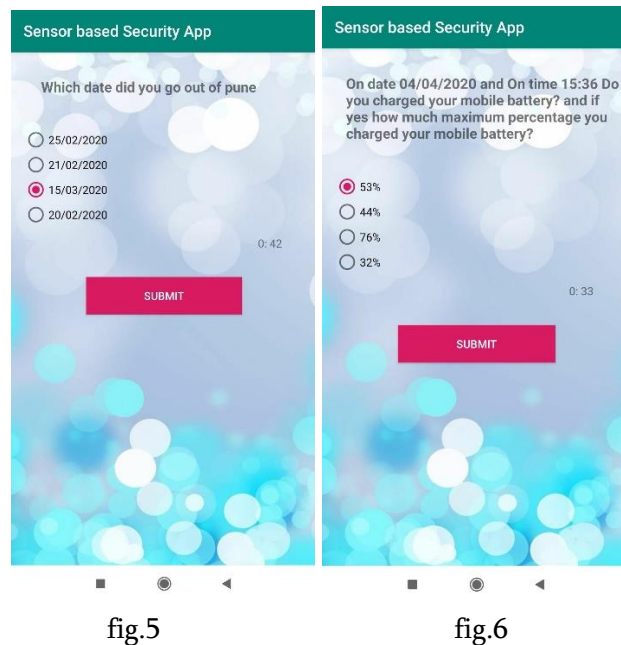 Sensor based Security App
Which date did you go out of pune
25/02/2020
21/02/2020
15/03/2020
20/02/2020
0: 42
SUBMIT
fig.5
Sensor based Security App
On date 04/04/2020 and On time 15:36 Do
you charged your mobile battery? and if
yes how much maximum percentage you
charged your mobile battery?
53%
44%
76%
32%
0: 33
SUBMIT
fig.6